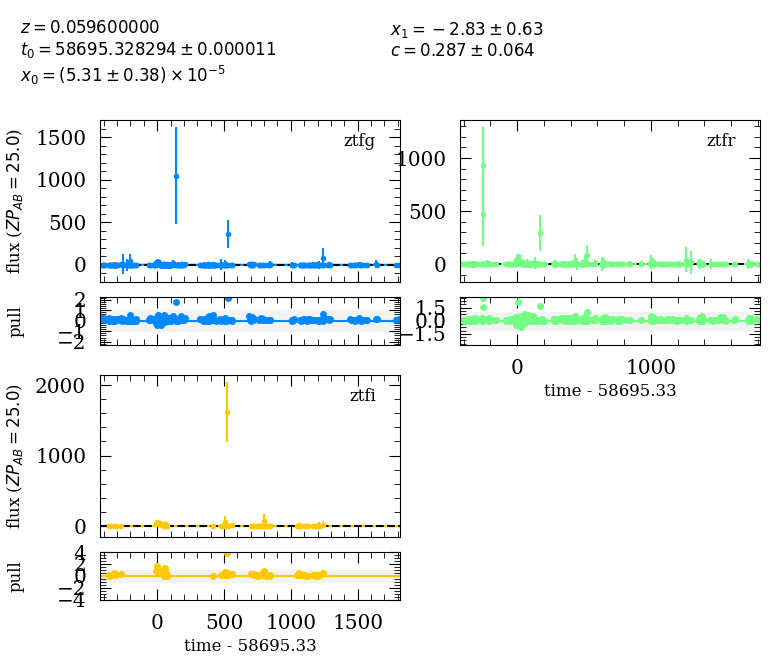 z = 0.059600000
t0 = 58695.328294 ± 0.000011
x0 = (5.31 ± 0.38) × 10^−5
x1 = −2.83 ± 0.63
c = 0.287 ± 0.064
ztfg
flux (ZP_AB = 25.0)
1500
1000
500
0
pull
2
1
0
−1
−2
ztfr
1000
500
0
1.5
0.0
−1.5
0 1000
time - 58695.33
ztfi
flux (ZP_AB = 25.0)
2000
1000
0
pull
4
2
0
−2
−4
0 500 1000 1500
time - 58695.33